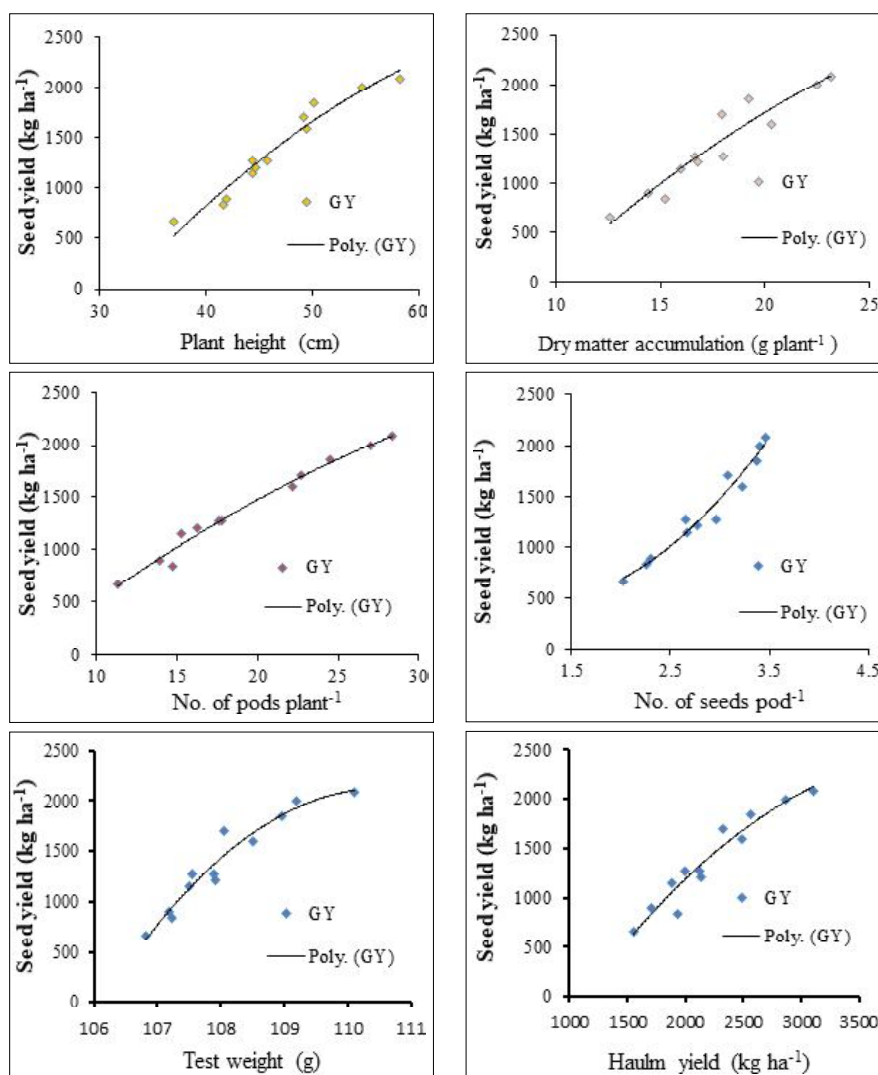 2500
2000
1500
1000
500
0
Seed yield (kg ha-1)
GY
Poly. (GY)
30 40 50 60
Plant height (cm)
2500
2000
1500
1000
500
0
Seed yield (kg ha-1)
GY
Poly. (GY)
10 15 20 25
Dry matter accumulation (g plant-1 )
2500
2000
1500
1000
500
0
Seed yield (kg ha-1)
GY
Poly. (GY)
10 15 20 25 30
No. of pods plant-1
2500
2000
1500
1000
500
0
Seed yield (kg ha-1)
GY
Poly. (GY)
1.5 2.5 3.5 4.5
No. of seeds pod-1
2500
2000
1500
1000
500
0
Seed yield (kg ha-1)
GY
Poly. (GY)
106 107 108 109 110 111
Test weight (g)
2500
2000
1500
1000
500
0
Seed yield (kg ha-1)
GY
Poly. (GY)
1000 1500 2000 2500 3000 3500
Haulm yield (kg ha-1)